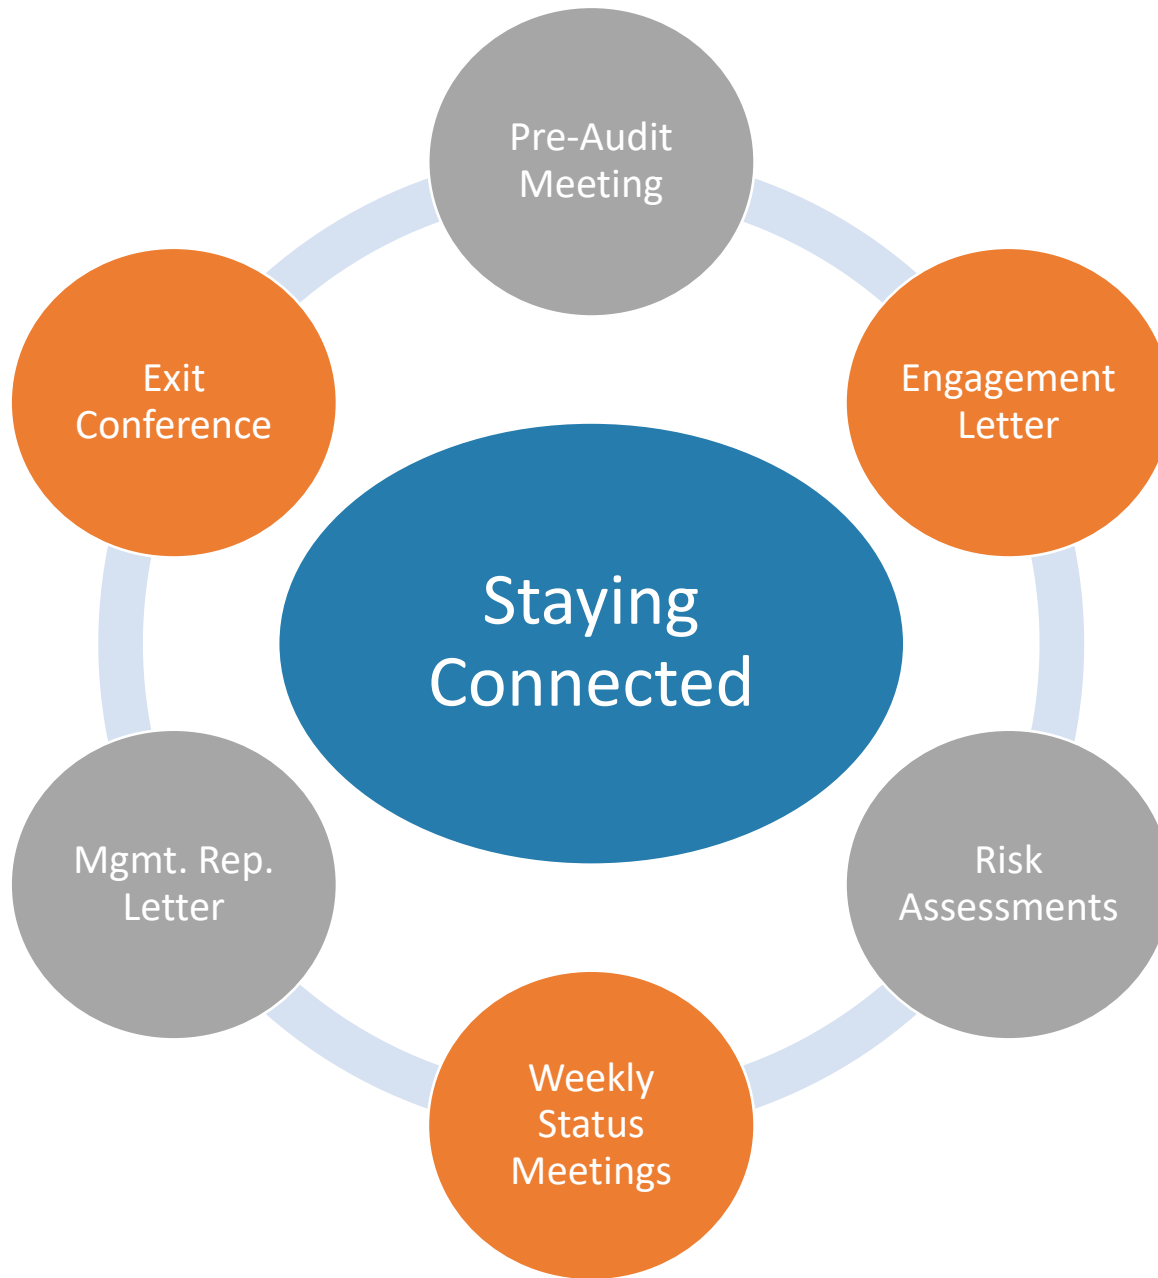 Pre-Audit
Meeting
Exit
Conference
Engagement
Letter
Staying
Connected
Mgmt. Rep.
Letter
Risk
Assessments
Weekly
Status
Meetings